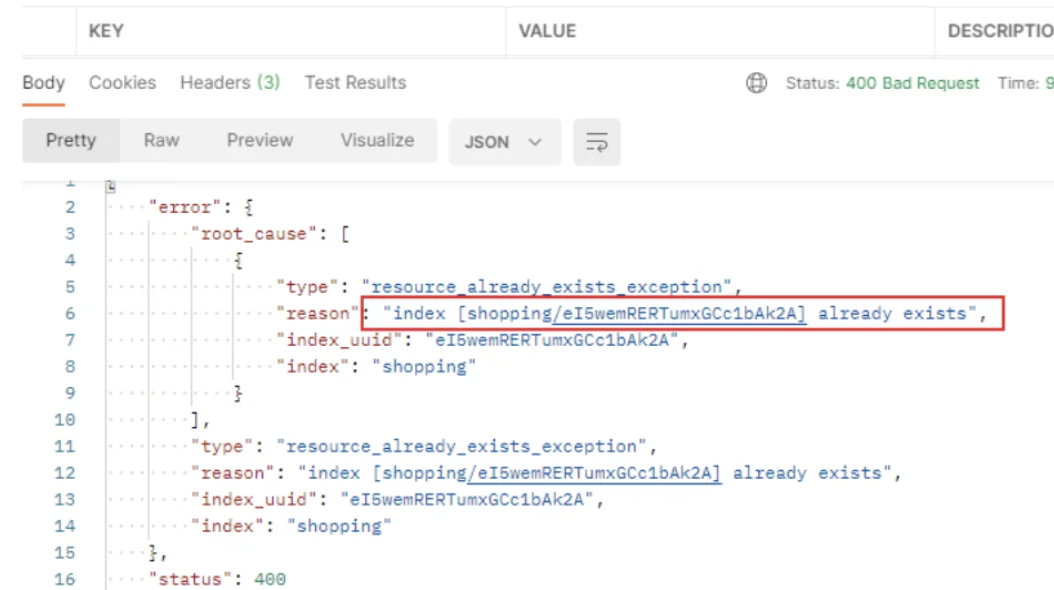 KEY VALUE DESCRIPTIO
Body Cookies Headers (3) Test Results Status: 400 Bad Request Time: 9
Pretty Raw Preview Visualize JSON
1 {
2 "error": {
3 "root_cause": [
4 {
5 "type": "resource_already_exists_exception",
6 "reason": "index [shopping/eI5wemRERTumxGCc1bAk2A] already exists",
7 "index_uuid": "eI5wemRERTumxGCc1bAk2A",
8 "index": "shopping"
9 }
10 ],
11 "type": "resource_already_exists_exception",
12 "reason": "index [shopping/eI5wemRERTumxGCc1bAk2A] already exists",
13 "index_uuid": "eI5wemRERTumxGCc1bAk2A",
14 "index": "shopping"
15 },
16 "status": 400